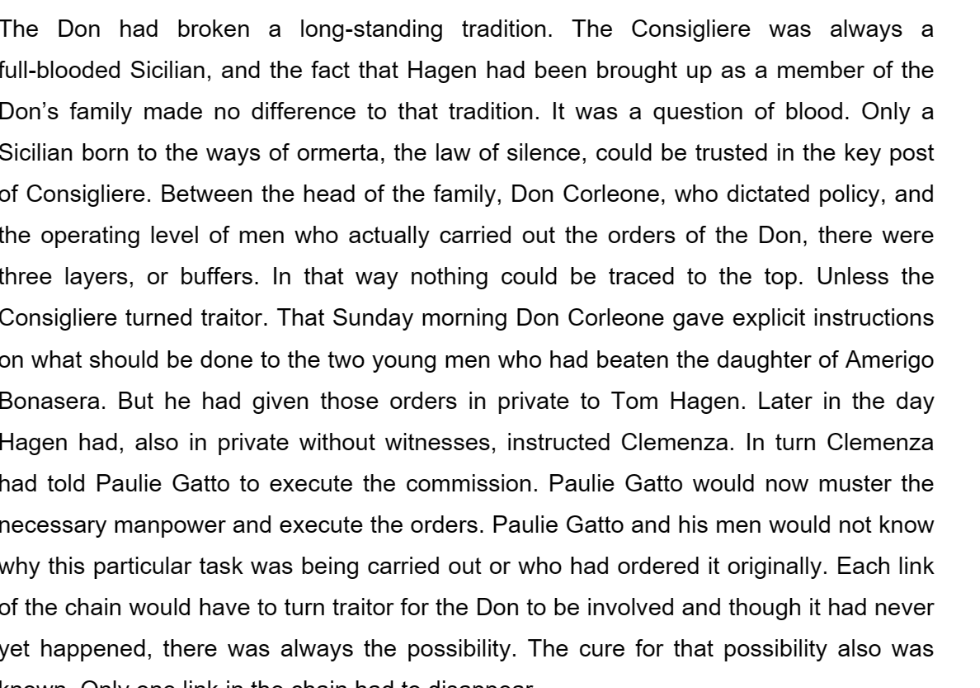 The Don had broken a long-standing tradition. The Consigliere was always a
full-blooded Sicilian, and the fact that Hagen had been brought up as a member of the
Don’s family made no difference to that tradition. It was a question of blood. Only a
Sicilian born to the ways of ormerta, the law of silence, could be trusted in the key post
of Consigliere. Between the head of the family, Don Corleone, who dictated policy, and
the operating level of men who actually carried out the orders of the Don, there were
three layers, or buffers. In that way nothing could be traced to the top. Unless the
Consigliere turned traitor. That Sunday morning Don Corleone gave explicit instructions
on what should be done to the two young men who had beaten the daughter of Amerigo
Bonasera. But he had given those orders in private to Tom Hagen. Later in the day
Hagen had, also in private without witnesses, instructed Clemenza. In turn Clemenza
had told Paulie Gatto to execute the commission. Paulie Gatto would now muster the
necessary manpower and execute the orders. Paulie Gatto and his men would not know
why this particular task was being carried out or who had ordered it originally. Each link
of the chain would have to turn traitor for the Don to be involved and though it had never
yet happened, there was always the possibility. The cure for that possibility also was
known. Only one link in the chain had to disappear.